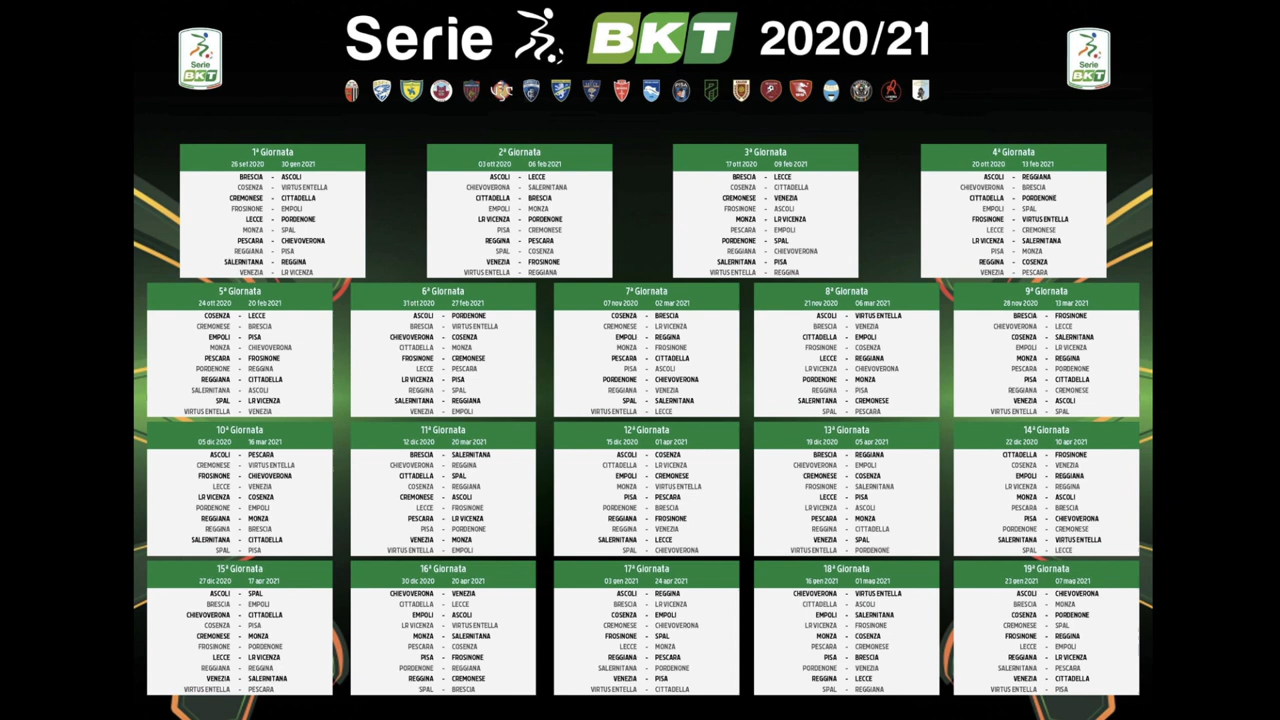 Serie BKT 2020/21
Serie
BKT
Serie
BKT
1ª Giornata
26 set 2020 30 gen 2021
BRESCIA - ASCOLI
COSENZA - VIRTUS ENTELLA
CREMONESE - CITTADELLA
FROSINONE - EMPOLI
LECCE - PORDENONE
MONZA - SPAL
PESCARA - CHIEVOVERONA
REGGIANA - PISA
SALERNITANA - REGGINA
VENEZIA - LR VICENZA
2ª Giornata
03 ott 2020 06 feb 2021
ASCOLI - LECCE
CHIEVOVERONA - SALERNITANA
CITTADELLA - BRESCIA
EMPOLI - MONZA
LR VICENZA - PORDENONE
PISA - CREMONESE
REGGINA - PESCARA
SPAL - COSENZA
VENEZIA - FROSINONE
VIRTUS ENTELLA - REGGIANA
3ª Giornata
17 ott 2020 09 feb 2021
BRESCIA - LECCE
COSENZA - CITTADELLA
CREMONESE - VENEZIA
FROSINONE - ASCOLI
MONZA - LR VICENZA
PESCARA - EMPOLI
PORDENONE - SPAL
REGGIANA - CHIEVOVERONA
SALERNITANA - PISA
VIRTUS ENTELLA - REGGINA
4ª Giornata
20 ott 2020 13 feb 2021
ASCOLI - REGGIANA
CHIEVOVERONA - BRESCIA
CITTADELLA - PORDENONE
EMPOLI - SPAL
FROSINONE - VIRTUS ENTELLA
LECCE - CREMONESE
LR VICENZA - SALERNITANA
PISA - MONZA
REGGINA - COSENZA
VENEZIA - PESCARA
5ª Giornata
24 ott 2020 20 feb 2021
COSENZA - LECCE
CREMONESE - BRESCIA
EMPOLI - PISA
MONZA - CHIEVOVERONA
PESCARA - FROSINONE
PORDENONE - REGGINA
REGGIANA - CITTADELLA
SALERNITANA - ASCOLI
SPAL - LR VICENZA
VIRTUS ENTELLA - VENEZIA
6ª Giornata
31 ott 2020 27 feb 2021
ASCOLI - PORDENONE
BRESCIA - VIRTUS ENTELLA
CHIEVOVERONA - COSENZA
CITTADELLA - MONZA
FROSINONE - CREMONESE
LECCE - PESCARA
LR VICENZA - PISA
REGGINA - SPAL
SALERNITANA - REGGIANA
VENEZIA - EMPOLI
7ª Giornata
07 nov 2020 02 mar 2021
COSENZA - BRESCIA
CREMONESE - LR VICENZA
EMPOLI - REGGINA
MONZA - FROSINONE
PESCARA - CITTADELLA
PISA - ASCOLI
PORDENONE - CHIEVOVERONA
REGGIANA - VENEZIA
SPAL - SALERNITANA
VIRTUS ENTELLA - LECCE
8ª Giornata
21 nov 2020 06 mar 2021
ASCOLI - VIRTUS ENTELLA
BRESCIA - VENEZIA
CITTADELLA - EMPOLI
FROSINONE - COSENZA
LECCE - REGGIANA
LR VICENZA - CHIEVOVERONA
PORDENONE - MONZA
REGGINA - PISA
SALERNITANA - CREMONESE
SPAL - PESCARA
9ª Giornata
28 nov 2020 13 mar 2021
BRESCIA - FROSINONE
CHIEVOVERONA - LECCE
COSENZA - SALERNITANA
EMPOLI - LR VICENZA
MONZA - REGGINA
PESCARA - PORDENONE
PISA - CITTADELLA
REGGIANA - CREMONESE
VENEZIA - ASCOLI
VIRTUS ENTELLA - SPAL
10ª Giornata
05 dic 2020 16 mar 2021
ASCOLI - PESCARA
CREMONESE - VIRTUS ENTELLA
FROSINONE - CHIEVOVERONA
LECCE - VENEZIA
LR VICENZA - COSENZA
PORDENONE - EMPOLI
REGGIANA - MONZA
REGGINA - BRESCIA
SALERNITANA - CITTADELLA
SPAL - PISA
11ª Giornata
12 dic 2020 20 mar 2021
BRESCIA - SALERNITANA
CHIEVOVERONA - REGGINA
CITTADELLA - SPAL
COSENZA - REGGIANA
CREMONESE - ASCOLI
LECCE - FROSINONE
PESCARA - LR VICENZA
PISA - PORDENONE
VENEZIA - MONZA
VIRTUS ENTELLA - EMPOLI
12ª Giornata
15 dic 2020 01 apr 2021
ASCOLI - COSENZA
CITTADELLA - LR VICENZA
EMPOLI - CREMONESE
MONZA - VIRTUS ENTELLA
PISA - PESCARA
PORDENONE - BRESCIA
REGGIANA - FROSINONE
REGGINA - VENEZIA
SALERNITANA - LECCE
SPAL - CHIEVOVERONA
13ª Giornata
19 dic 2020 05 apr 2021
BRESCIA - REGGIANA
CHIEVOVERONA - EMPOLI
CREMONESE - COSENZA
FROSINONE - SALERNITANA
LECCE - PISA
LR VICENZA - ASCOLI
PESCARA - MONZA
REGGINA - CITTADELLA
VENEZIA - SPAL
VIRTUS ENTELLA - PORDENONE
14ª Giornata
22 dic 2020 10 apr 2021
CITTADELLA - FROSINONE
COSENZA - VENEZIA
EMPOLI - REGGIANA
LR VICENZA - REGGINA
MONZA - ASCOLI
PESCARA - BRESCIA
PISA - CHIEVOVERONA
PORDENONE - CREMONESE
SALERNITANA - VIRTUS ENTELLA
SPAL - LECCE
15ª Giornata
27 dic 2020 17 apr 2021
ASCOLI - SPAL
BRESCIA - EMPOLI
CHIEVOVERONA - CITTADELLA
COSENZA - PISA
CREMONESE - MONZA
FROSINONE - PORDENONE
LECCE - LR VICENZA
REGGIANA - REGGINA
VENEZIA - SALERNITANA
VIRTUS ENTELLA - PESCARA
16ª Giornata
30 dic 2020 20 apr 2021
CHIEVOVERONA - VENEZIA
CITTADELLA - LECCE
EMPOLI - ASCOLI
LR VICENZA - VIRTUS ENTELLA
MONZA - SALERNITANA
PESCARA - COSENZA
PISA - FROSINONE
PORDENONE - REGGIANA
REGGINA - CREMONESE
SPAL - BRESCIA
17ª Giornata
03 gen 2021 24 apr 2021
ASCOLI - REGGINA
BRESCIA - LR VICENZA
COSENZA - EMPOLI
CREMONESE - CHIEVOVERONA
FROSINONE - SPAL
LECCE - MONZA
REGGIANA - PESCARA
SALERNITANA - PORDENONE
VENEZIA - PISA
VIRTUS ENTELLA - CITTADELLA
18ª Giornata
16 gen 2021 01 mag 2021
CHIEVOVERONA - VIRTUS ENTELLA
CITTADELLA - ASCOLI
EMPOLI - SALERNITANA
LR VICENZA - FROSINONE
MONZA - COSENZA
PESCARA - CREMONESE
PISA - BRESCIA
PORDENONE - VENEZIA
REGGINA - LECCE
SPAL - REGGIANA
19ª Giornata
23 gen 2021 07 mag 2021
ASCOLI - CHIEVOVERONA
BRESCIA - MONZA
COSENZA - PORDENONE
CREMONESE - SPAL
FROSINONE - REGGINA
LECCE - EMPOLI
REGGIANA - LR VICENZA
SALERNITANA - PESCARA
VENEZIA - CITTADELLA
VIRTUS ENTELLA - PISA